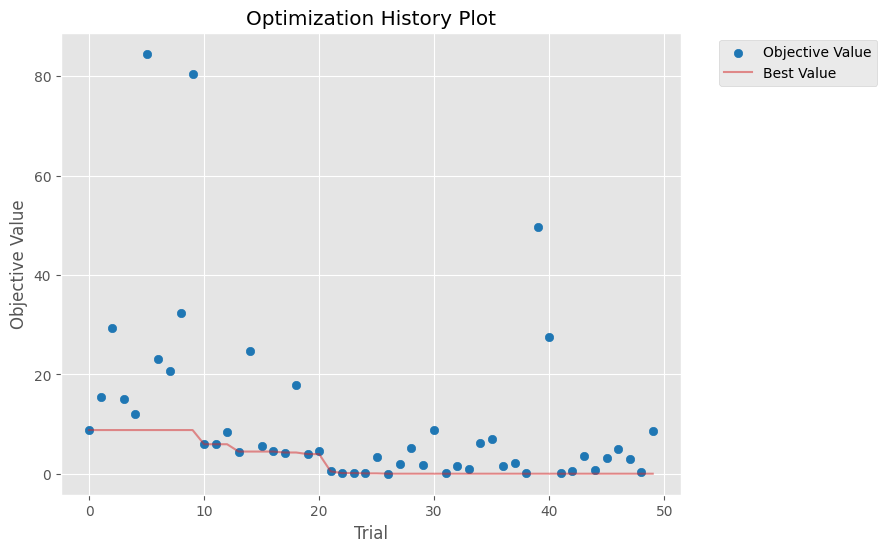 Optimization History Plot
Objective Value
Best Value
80
60
40
20
0
Objective Value
0 10 20 30 40 50
Trial